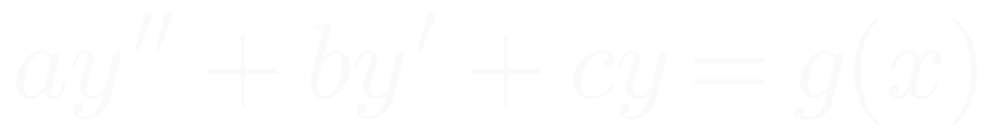 ay'' + by' + cy = g(x)